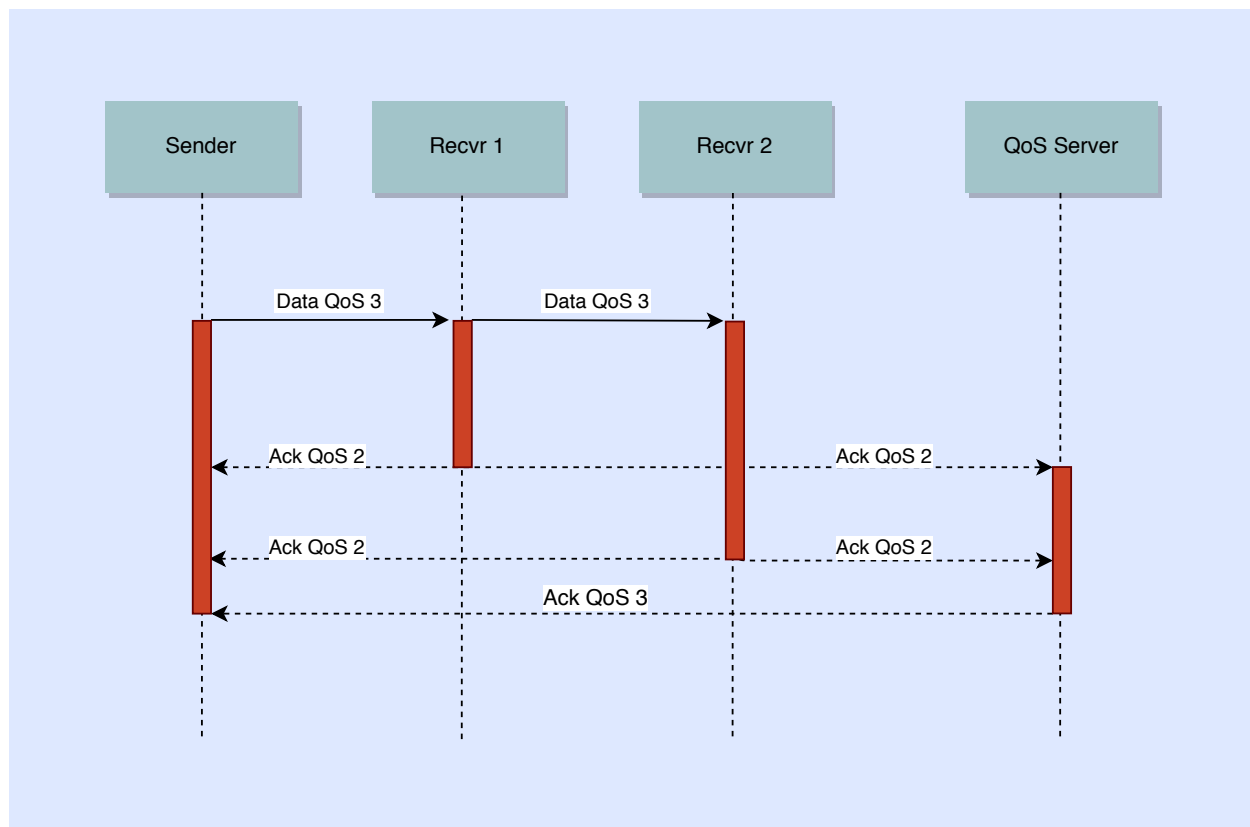 Sender
Recvr 1
Recvr 2
QoS Server
Data QoS 3
Data QoS 3
Ack QoS 2
Ack QoS 2
Ack QoS 2
Ack QoS 2
Ack QoS 3